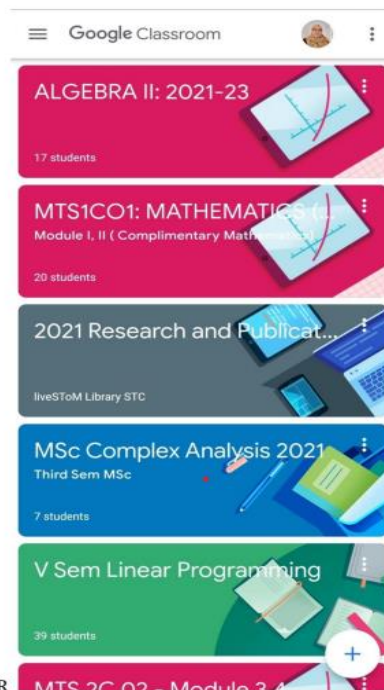 Google Classroom
ALGEBRA II: 2021-23
17 students
MTS1CO1: MATHEMATICS (...
Module I, II ( Complimentary Mathematics)
20 students
2021 Research and Publicat...
liveSToM Library STC
MSc Complex Analysis 2021
Third Sem MSc
7 students
V Sem Linear Programming
39 students
R
MTS 2C 02 - Module 3,4